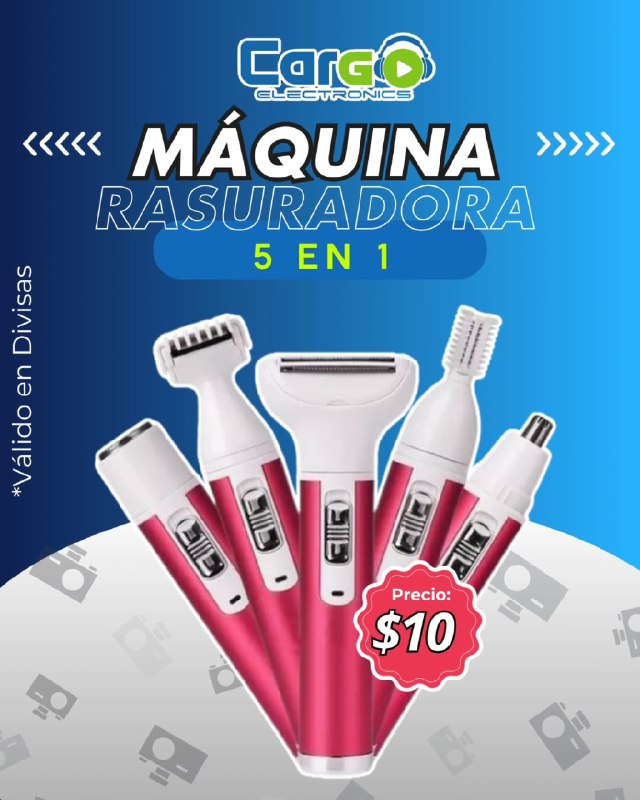 CarGO
ELECTRONICS
<<<<< MÁQUINA >>>>>
RASURADORA
5 EN 1
*Válido en Divisas
Precio:
$10